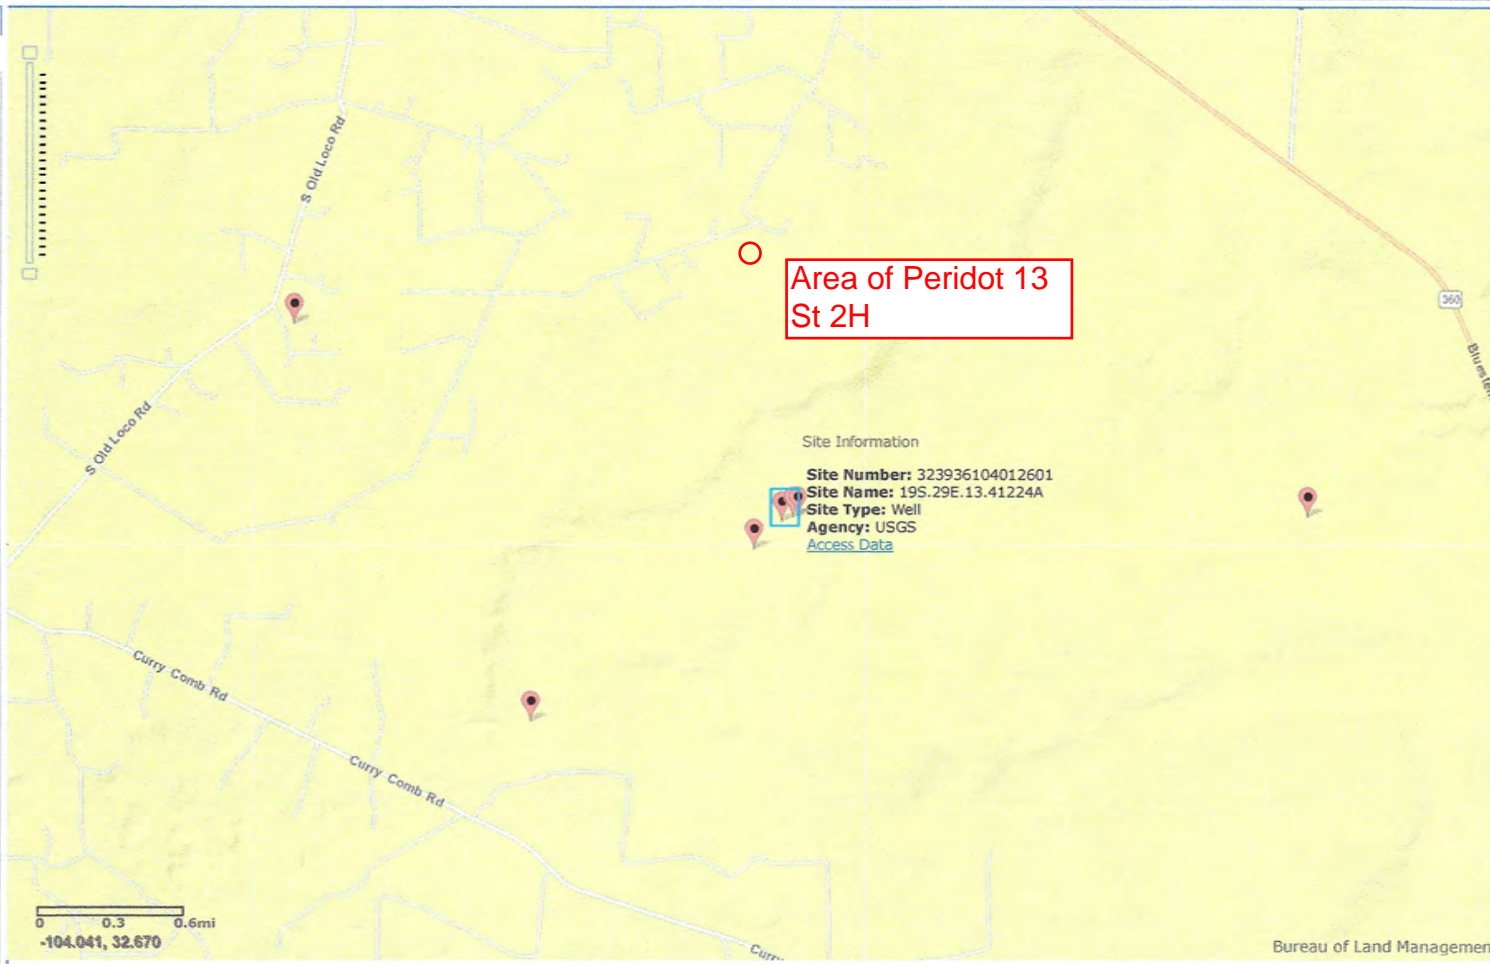 S Old Loco Rd
Area of Peridot 13
St 2H
360
S Old Loco Rd
Site Information
Site Number: 323936104012601
Site Name: 19S.29E.13.41224A
Site Type: Well
Agency: USGS
Access Data
Curry Comb Rd
Curry Comb Rd
0 0.3 0.6mi
-104.041, 32.670
Bureau of Land Managemen